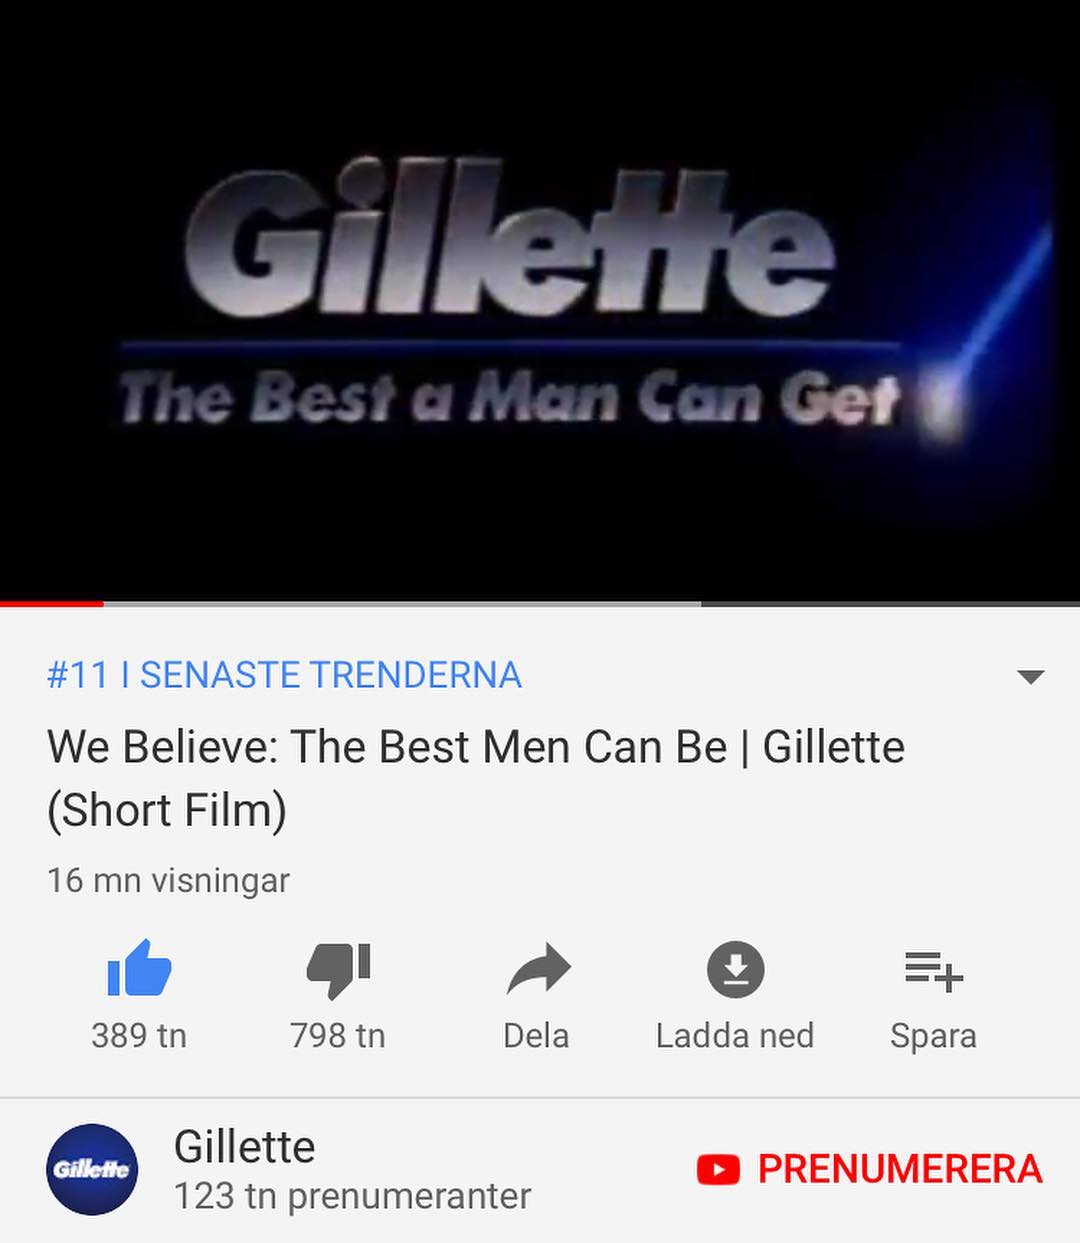 Gillette
The Best a Man Can Get
#11 I SENASTE TRENDERNA
We Believe: The Best Men Can Be | Gillette
(Short Film)
16 mn visningar
389 tn
798 tn
Dela
Ladda ned
Spara
Gillette
Gillette
123 tn prenumeranter
PRENUMERERA